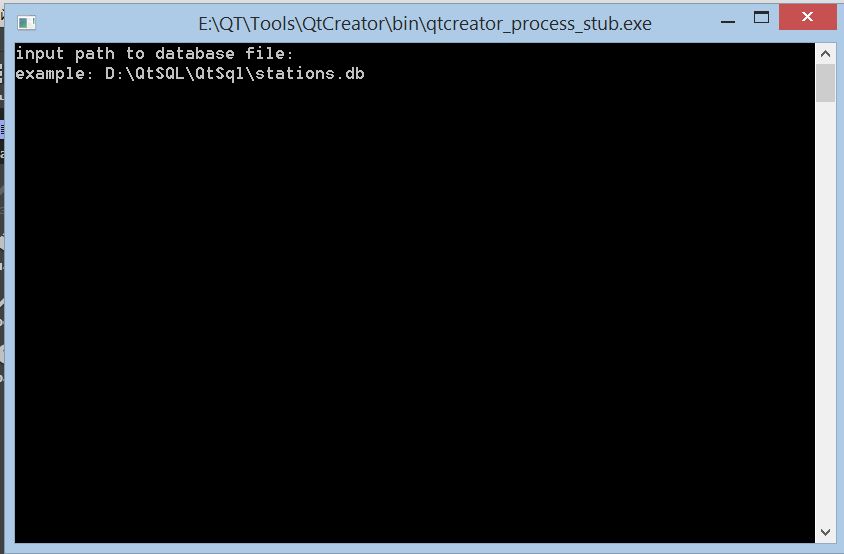 E:\QT\Tools\QtCreator\bin\qtcreator_process_stub.exe
input path to database file:
example: D:\QtSQL\QtSql\stations.db